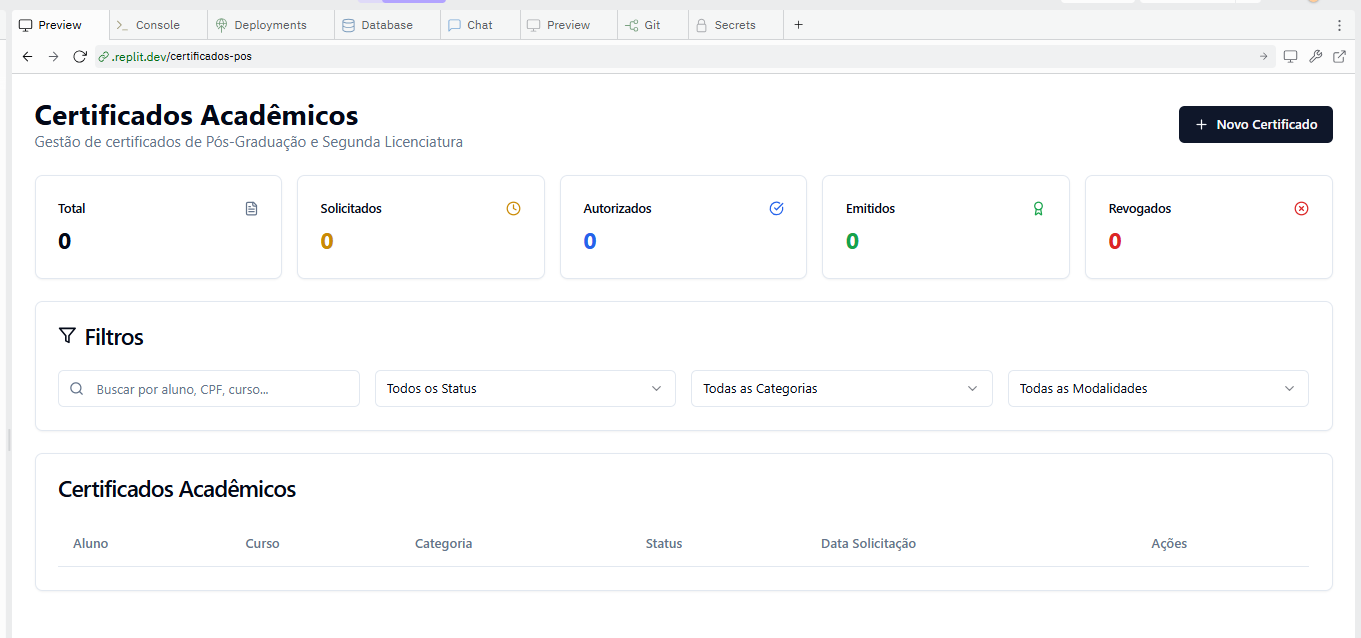 Preview Console Deployments Database Chat Preview Git Secrets
.replit.dev/certificados-pos
Certificados Acadêmicos
Gestão de certificados de Pós-Graduação e Segunda Licenciatura
Novo Certificado
Total Solicitados Autorizados Emitidos Revogados
0 0 0 0 0
Filtros
Buscar por aluno, CPF, curso... Todos os Status Todas as Categorias Todas as Modalidades
Certificados Acadêmicos
Aluno Curso Categoria Status Data Solicitação Ações